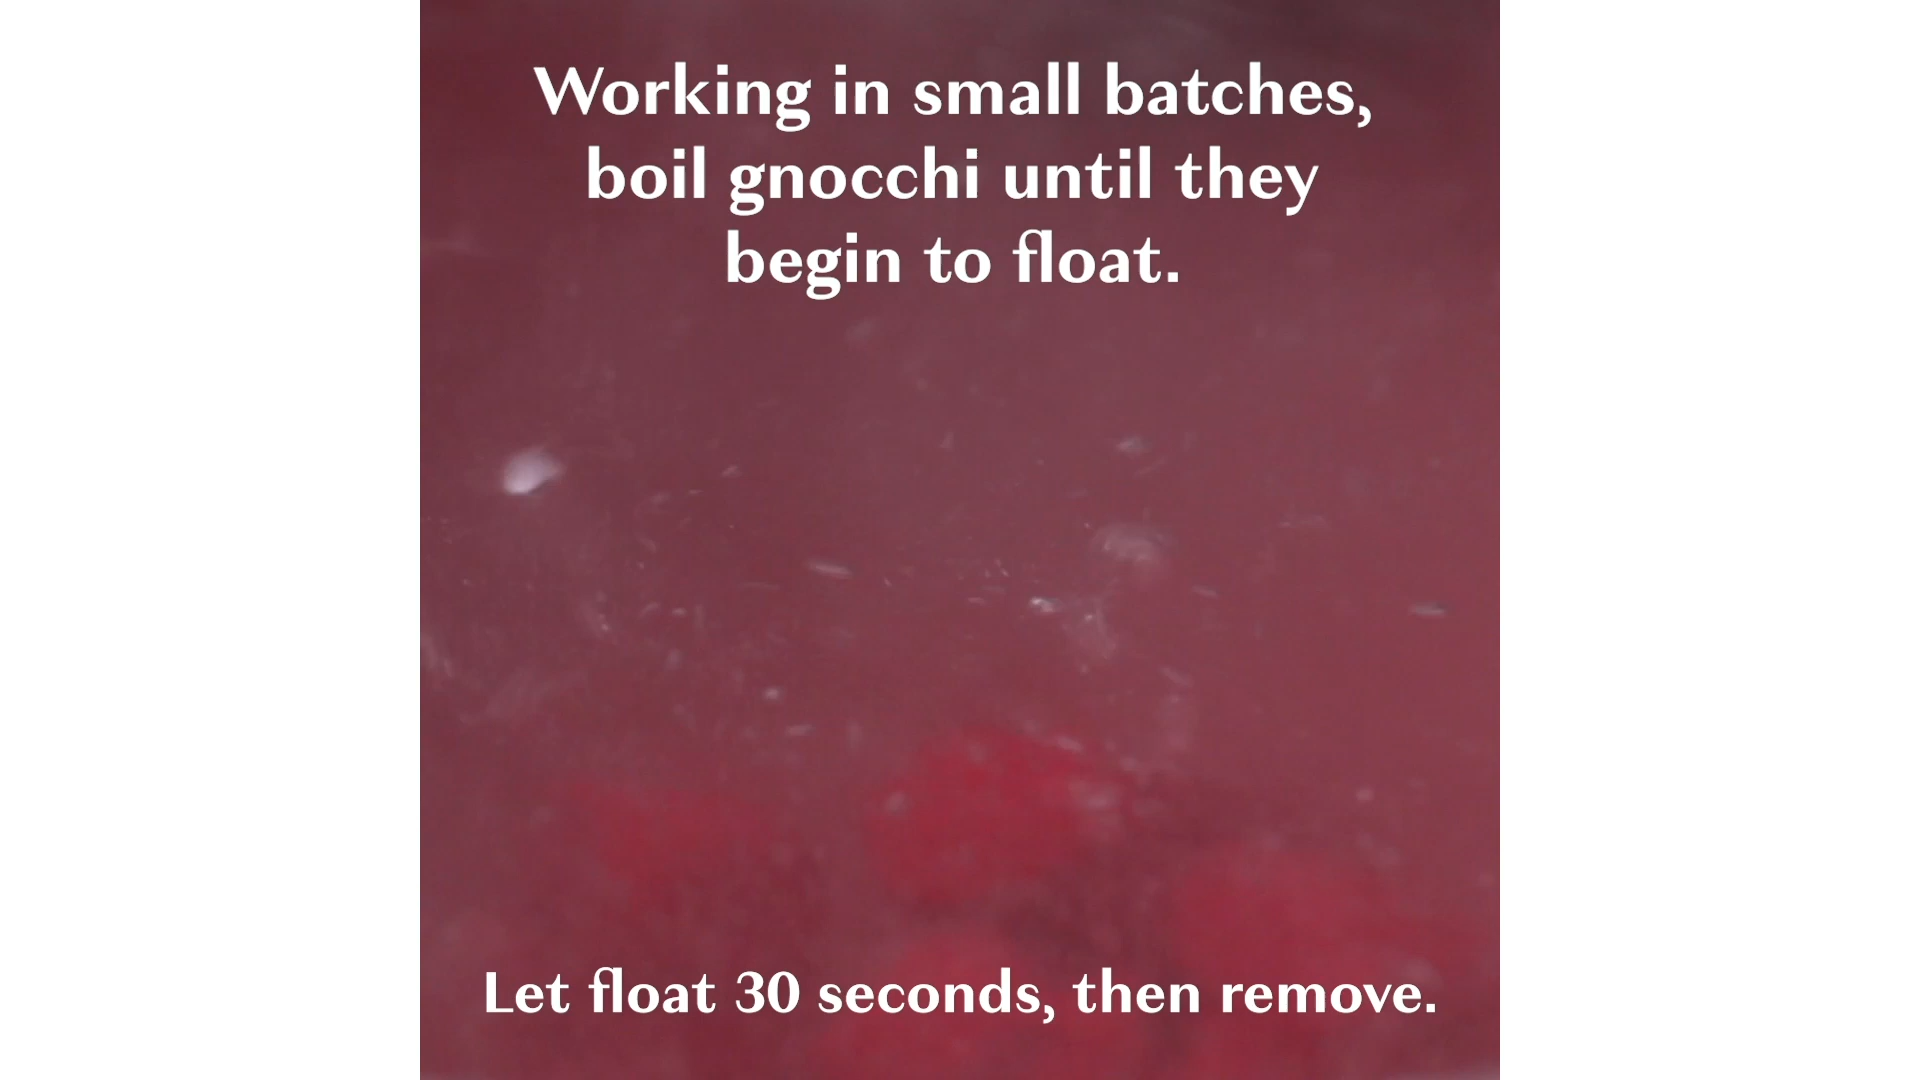 Working in small batches,
boil gnocchi until they
begin to float.
Let float 30 seconds, then remove.